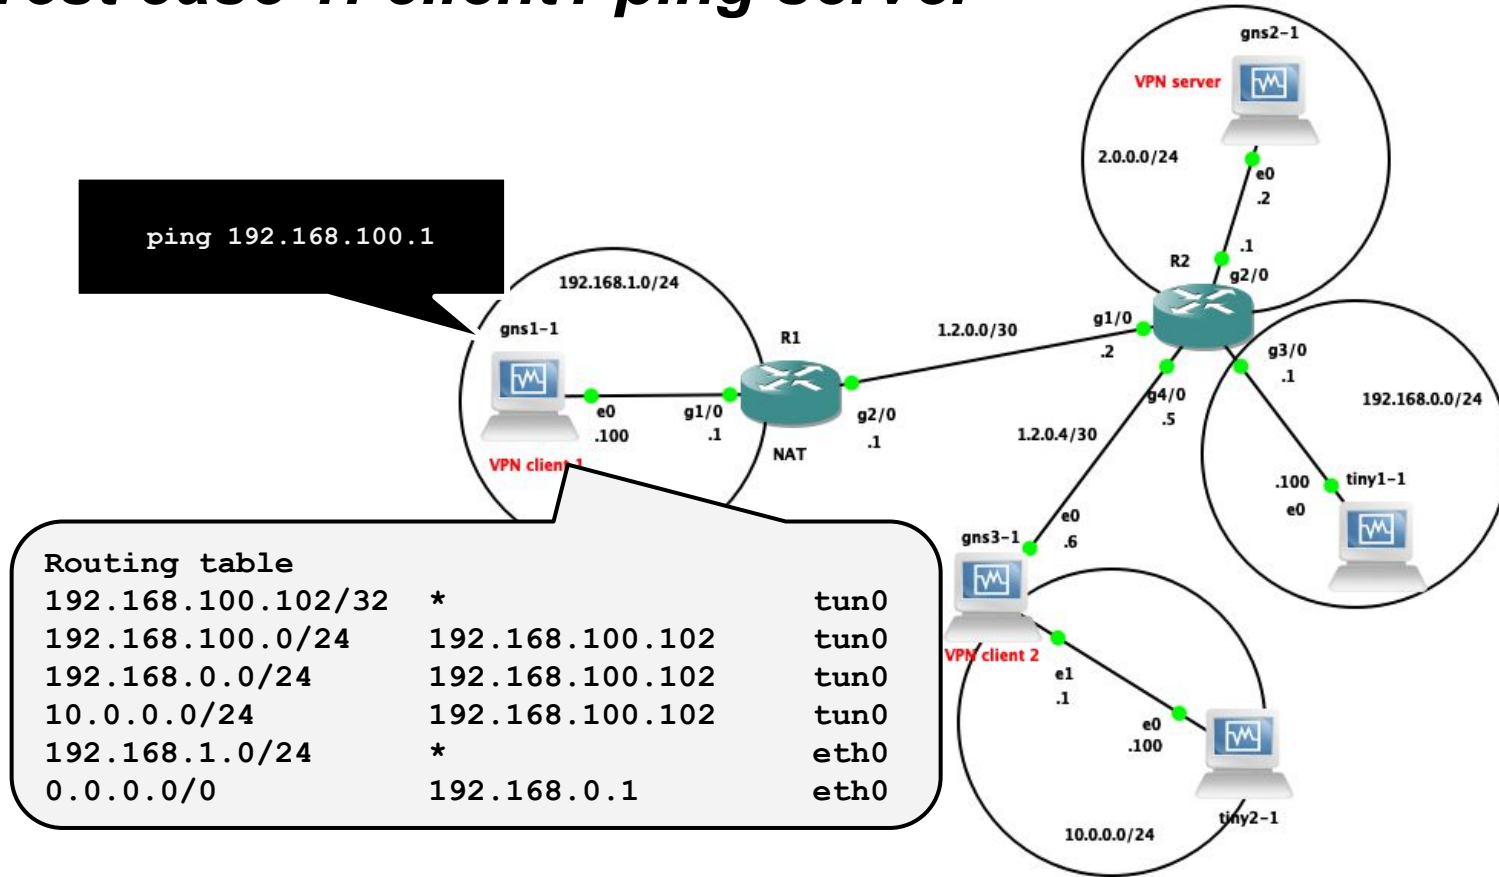 Test case 1: client1 ping server
gns2-1
VPN server
2.0.0.0/24
e0
.2
ping 192.168.100.1
.1
R2
g2/0
192.168.1.0/24
gns1-1
R1
1.2.0.0/30
g1/0
.2
g3/0
.1
192.168.0.0/24
e0
.100
g1/0
.1
g2/0
.1
NAT
g4/0
.5
1.2.0.4/30
VPN client 1
.100
e0
tiny1-1
gns3-1
e0
.6
Routing table
192.168.100.102/32 * tun0
192.168.100.0/24 192.168.100.102 tun0
192.168.0.0/24 192.168.100.102 tun0
10.0.0.0/24 192.168.100.102 tun0
192.168.1.0/24 * eth0
0.0.0.0/0 192.168.0.1 eth0
VPN client 2
e1
.1
e0
.100
tiny2-1
10.0.0.0/24